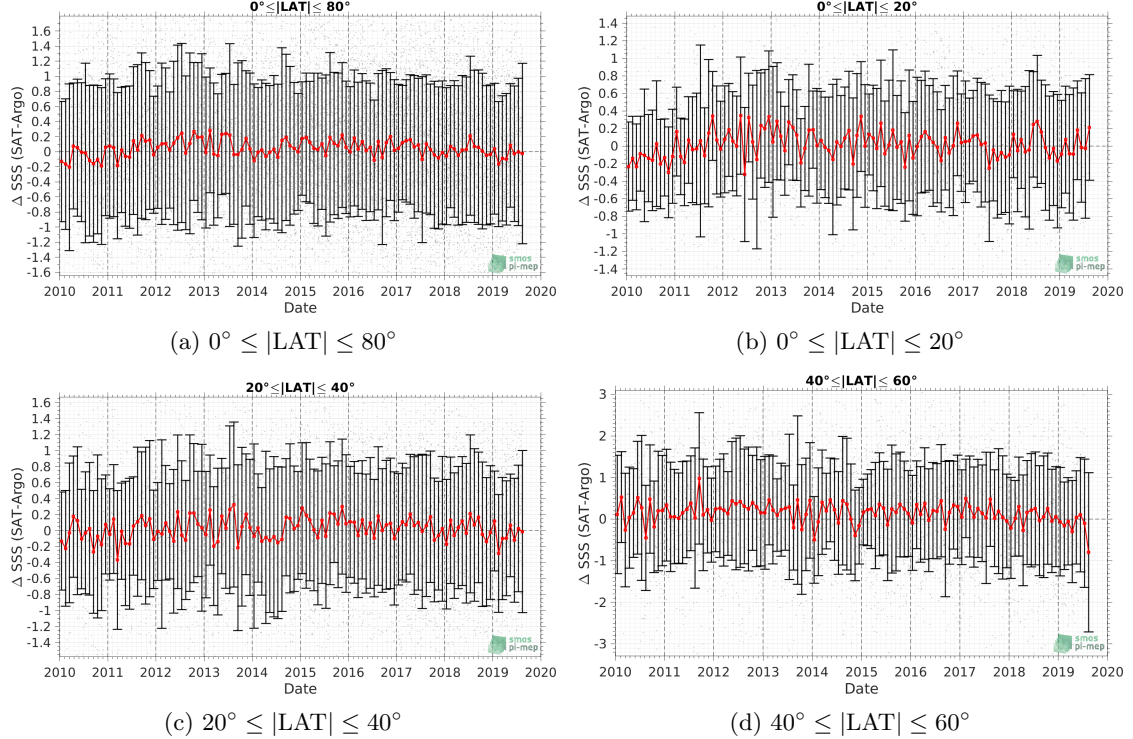 0°≤|LAT|≤ 80°
Δ SSS (SAT-Argo)
1.6
1.4
1.2
1
0.8
0.6
0.4
0.2
0
-0.2
-0.4
-0.6
-0.8
-1
-1.2
-1.4
-1.6
smos
pi-mep
2010 2011 2012 2013 2014 2015 2016 2017 2018 2019 2020
Date
(a) 0° ≤ |LAT| ≤ 80°
0°≤|LAT|≤ 20°
Δ SSS (SAT-Argo)
1.4
1.2
1
0.8
0.6
0.4
0.2
0
-0.2
-0.4
-0.6
-0.8
-1
-1.2
-1.4
smos
pi-mep
2010 2011 2012 2013 2014 2015 2016 2017 2018 2019 2020
Date
(b) 0° ≤ |LAT| ≤ 20°
20°≤|LAT|≤ 40°
Δ SSS (SAT-Argo)
1.6
1.4
1.2
1
0.8
0.6
0.4
0.2
0
-0.2
-0.4
-0.6
-0.8
-1
-1.2
-1.4
smos
pi-mep
2010 2011 2012 2013 2014 2015 2016 2017 2018 2019 2020
Date
(c) 20° ≤ |LAT| ≤ 40°
40°≤|LAT|≤ 60°
Δ SSS (SAT-Argo)
3
2
1
0
-1
-2
-3
smos
pi-mep
2010 2011 2012 2013 2014 2015 2016 2017 2018 2019 2020
Date
(d) 40° ≤ |LAT| ≤ 60°